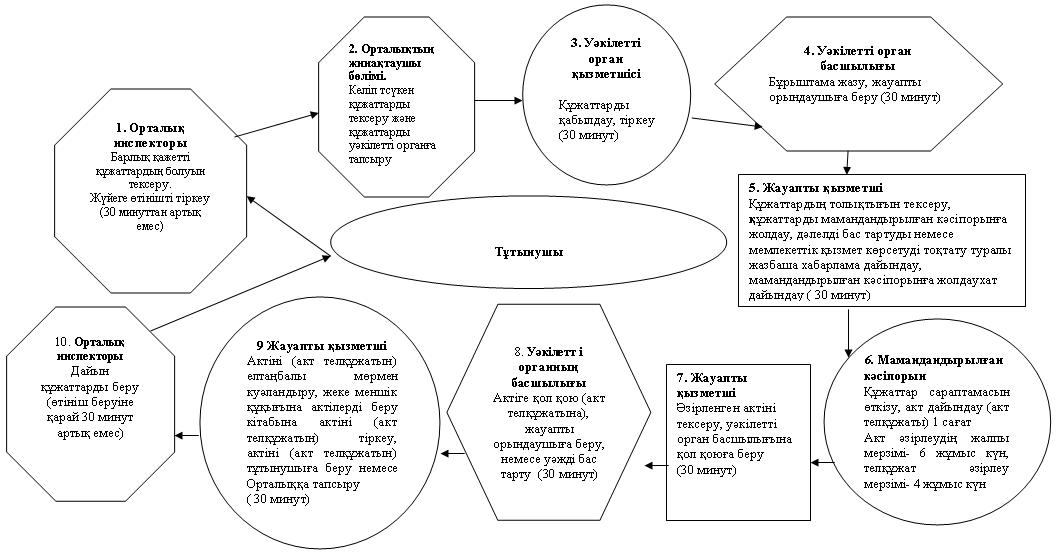 1. Орталық
инспекторы
Барлық қажетті
құжаттардың болуын
тексеру.
Жүйеге өтінішті тіркеу
(30 минуттан артық
емес)
2. Орталықтың
жинақтаушы
бөлімі.
Келіп тсүкен
құжаттарды
тексеру және
құжаттарды
уәкілетті органға
тапсыру
3. Уәкілетті
орган
қызметшісі
Құжаттарды
қабылдау, тіркеу
(30 минут)
4. Уәкілетті орган
басшылығы
Бұрыштама жазу, жауапты
орындаушыға беру (30 минут)
5. Жауапты қызметші
Құжаттардың толықтығын тексеру,
құжаттарды мамандандырылған кәсіпорынға
жолдау, дәлелді бас тартуды немесе
мемлекеттік қызмет көрсетуді тоқтату туралы
жазбаша хабарлама дайындау,
мамандандырылған кәсіпорынға жолдаухат
дайындау ( 30 минут)
Тұтынушы
6. Мамандандырылған
кәсіпорын
Құжаттар сараптамасын
өткізу, акт дайындау (акт
телқұжаты) 1 сағат
Акт әзірлеудің жалпы
мерзімі- 6 жұмыс күн,
телқұжат әзірлеу
мерзімі- 4 жұмыс күн
7. Жауапты
қызметші
Әзірленген актіні
тексеру, уәкілетті
орган басшылығына
қол қоюға беру
(30 минут)
8. Уәкілетт і
органның
басшылығы
Актіге қол қою (акт
телқұжатына),
жауапты
орындаушыға беру,
немесе уәжді бас
тарту (30 минут)
9 Жауапты қызметші
Актіні (акт телқұжатын)
елтаңбалы мөрмен
куәландыру, жеке меншік
құқығына актілерді беру
кітабына актіні (акт
телқұжатын) тіркеу,
актіні (акт телқұжатын)
тұтынушыға беру немесе
Орталыққа тапсыру
( 30 минут)
10. Орталық
инспекторы
Дайын
құжаттарды беру
(өтініш беруіне
қарай 30 минут
артық емес)